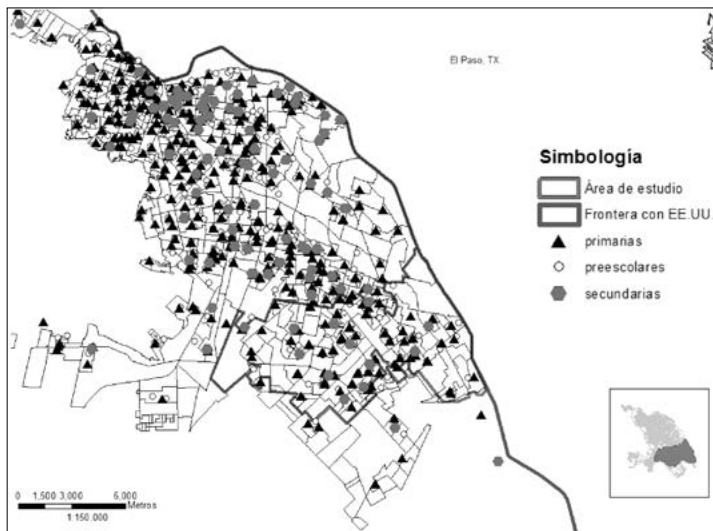 El Paso, TX.
Simbología
Área de estudio
Frontera con EE.UU.
primarias
preescolares
secundarias
0 1,500 3,000 6,000
Metros
1:150,000